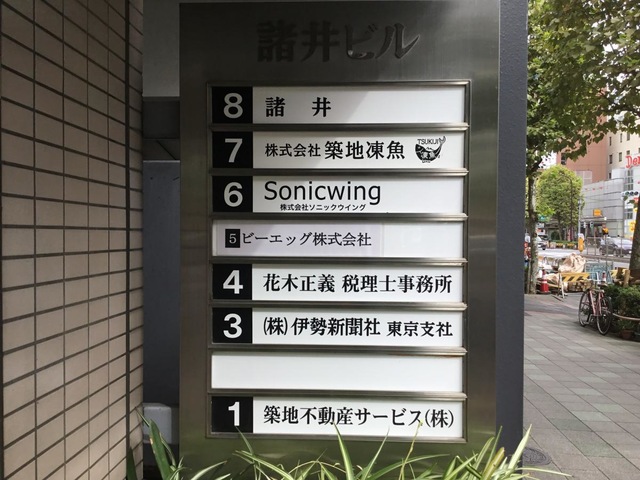 諸井ビル
8 諸井
7 株式会社 築地凍魚 TSUKIJI
6 Sonicwing
株式会社ソニックウイング
5 ビーエッグ株式会社
4 花木正義 税理士事務所
3 (株)伊勢新聞社 東京支社
1 築地不動産サービス(株)